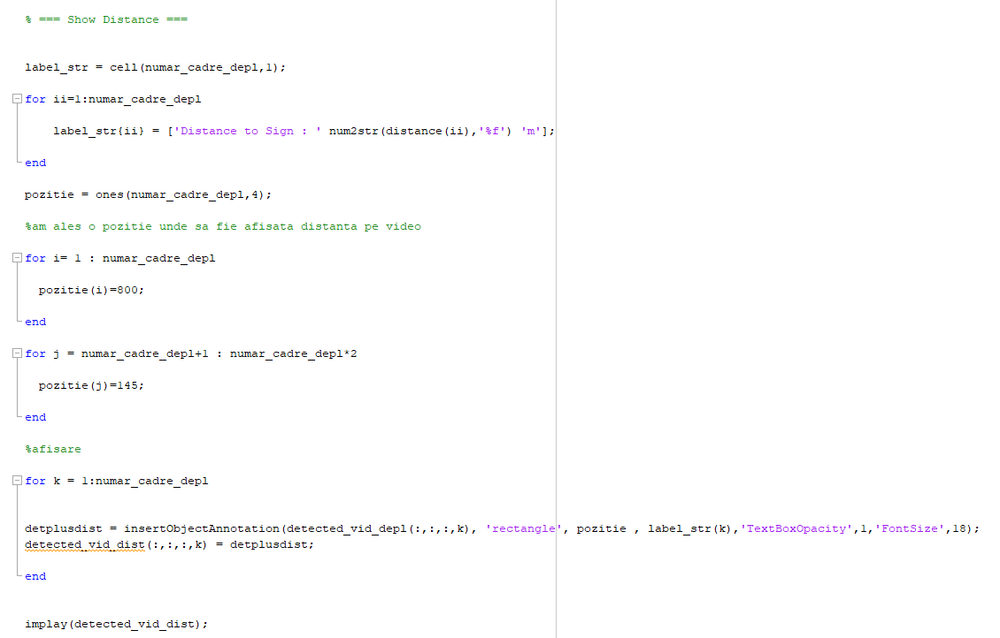 % === Show Distance ===
label_str = cell(numar_cadre_depl,1);
for ii=1:numar_cadre_depl
label_str{ii} = ['Distance to Sign : ' num2str(distance(ii),'%f') 'm'];
end
pozitie = ones(numar_cadre_depl,4);
%am ales o pozitie unde sa fie afisata distanta pe video
for i= 1 : numar_cadre_depl
pozitie(i)=800;
end
for j = numar_cadre_depl+1 : numar_cadre_depl*2
pozitie(j)=145;
end
%afisare
for k = 1:numar_cadre_depl
detplusdist = insertObjectAnnotation(detected_vid_depl(:,:,:,k), 'rectangle', pozitie , label_str(k),'TextBoxOpacity',1,'FontSize',18);
detected_vid_dist(:,:,:,k) = detplusdist;
end
implay(detected_vid_dist);